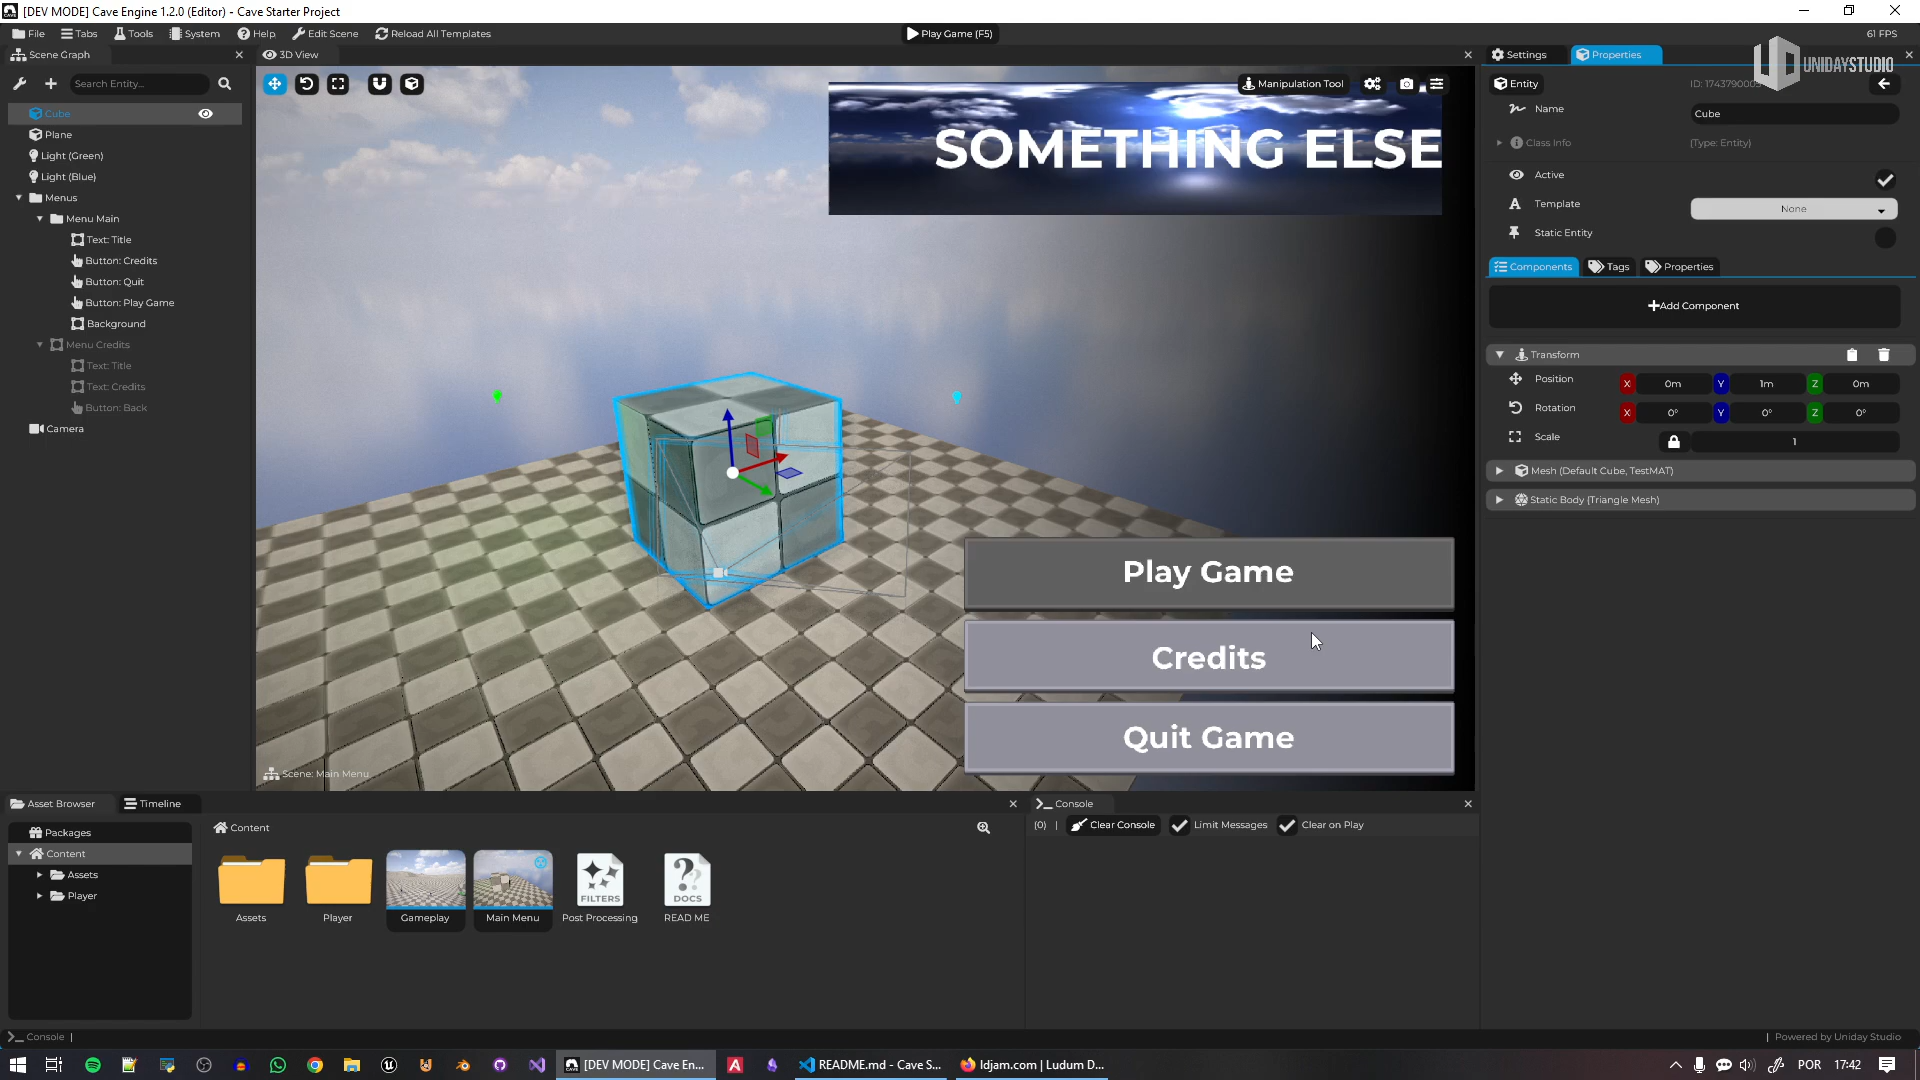 [DEV MODE] Cave Engine 1.2.0 (Editor) - Cave Starter Project
File
Tabs
Tools
System
Help
Edit Scene
Reload All Templates
Play Game (F5)
61 FPS
Scene Graph
3D View
Settings
Properties
UNIDAYSTUDIO
Search Entity...
Manipulation Tool
Entity
Name
Cube
Class Info
(Type: Entity)
Active
Template
None
Static Entity
Components
Tags
Properties
Add Component
Transform
Position
X
0m
Y
1m
Z
0m
Rotation
X
0°
Y
0°
Z
0°
Scale
1
Mesh (Default Cube, TestMAT)
Static Body (Triangle Mesh)
Cube
Plane
Light (Green)
Light (Blue)
Menus
Menu Main
Text: Title
Button: Credits
Button: Quit
Button: Play Game
Background
Menu Credits
Text: Title
Text: Credits
Button: Back
Camera
SOMETHING ELSE
Play Game
Credits
Quit Game
Scene: Main Menu
Asset Browser
Timeline
Packages
Content
Assets
Player
Content
Assets
Player
Gameplay
Main Menu
FILTERS
Post Processing
DOCS
READ ME
Console
(0) |
Clear Console
Limit Messages
Clear on Play
Console |
| Powered by Uniday Studio
[DEV MODE] Cave En...
README.md - Cave S...
ldjam.com | Ludum D...
POR
17:42